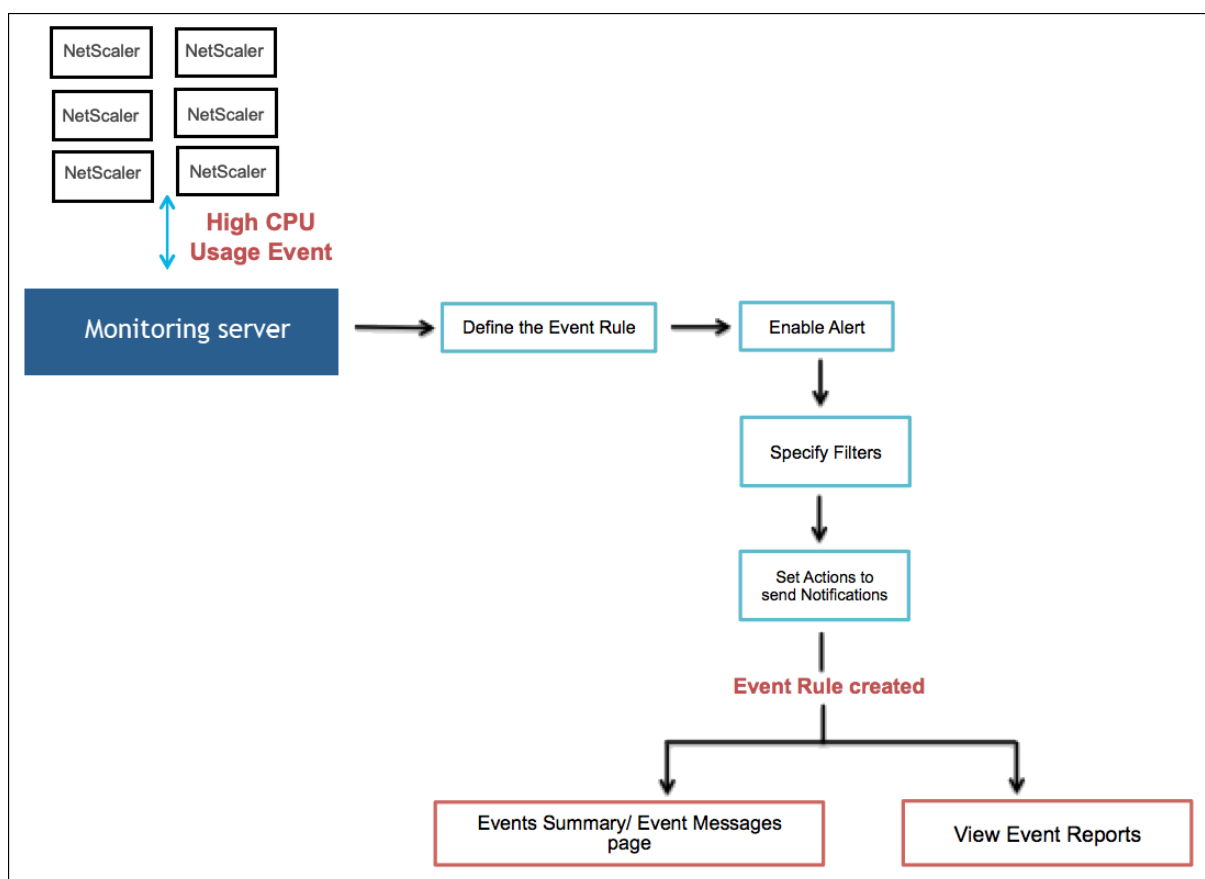 NetScaler
NetScaler
NetScaler
NetScaler
NetScaler
NetScaler
High CPU
Usage Event
Monitoring server
Define the Event Rule
Enable Alert
Specify Filters
Set Actions to
send Notifications
Event Rule created
Events Summary/ Event Messages
page
View Event Reports